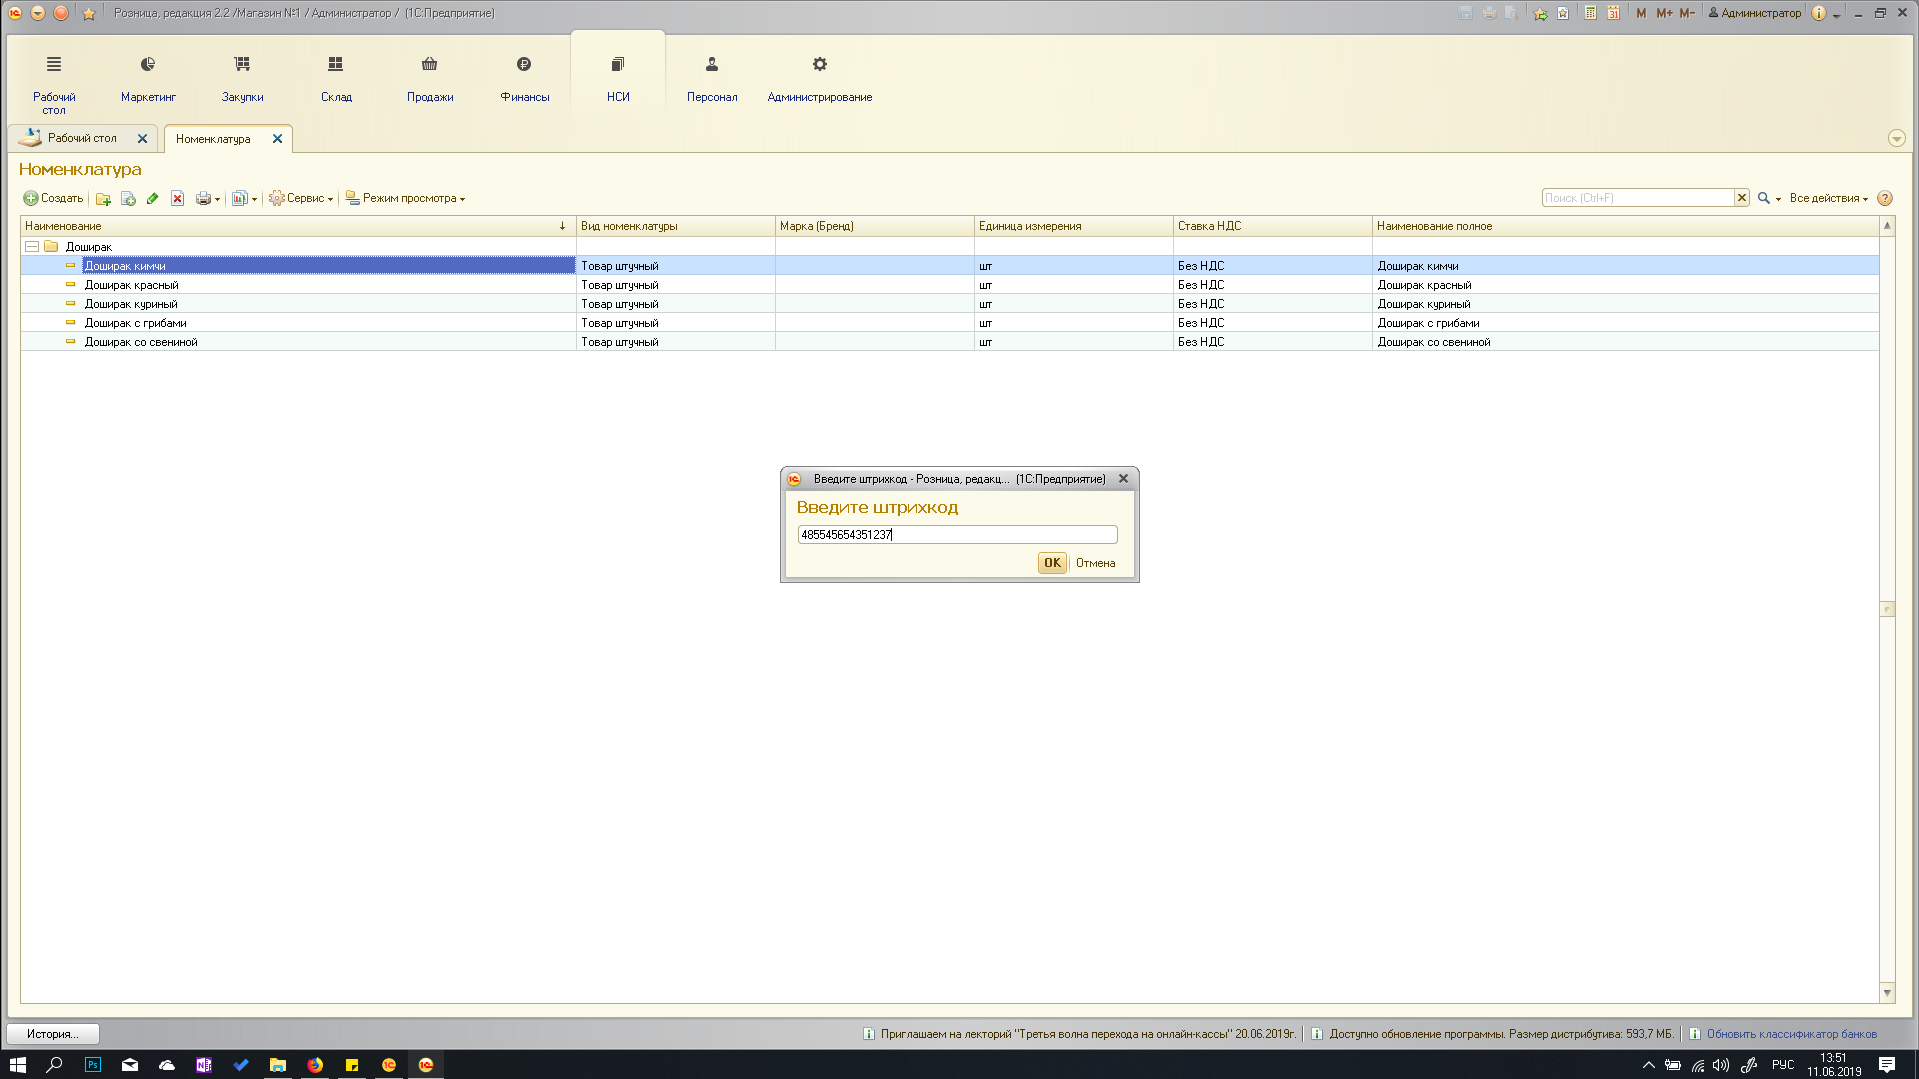 Розница, редакция 2.2 /Магазин №1 / Администратор / (1С:Предприятие)
M M+ M- Администратор
Рабочий стол
Маркетинг
Закупки
Склад
Продажи
Финансы
НСИ
Персонал
Администрирование
Рабочий стол
Номенклатура
Номенклатура
Создать Сервис Режим просмотра Поиск (Ctrl+F) Все действия
Наименование Вид номенклатуры Марка (Бренд) Единица измерения Ставка НДС Наименование полное
Доширак
Доширак кимчи Товар штучный шт Без НДС Доширак кимчи
Доширак красный Товар штучный шт Без НДС Доширак красный
Доширак куриный Товар штучный шт Без НДС Доширак куриный
Доширак с грибами Товар штучный шт Без НДС Доширак с грибами
Доширак со свениной Товар штучный шт Без НДС Доширак со свениной
Введите штрихкод - Розница, редакц... (1С:Предприятие)
Введите штрихкод
485545654351237
OK Отмена
История...
Приглашаем на лекторий "Третья волна перехода на онлайн-кассы" 20.06.2019г.
Доступно обновление программы. Размер дистрибутива: 593,7 МБ.
Обновить классификатор банков
Ps
РУС
13:51
11.06.2019